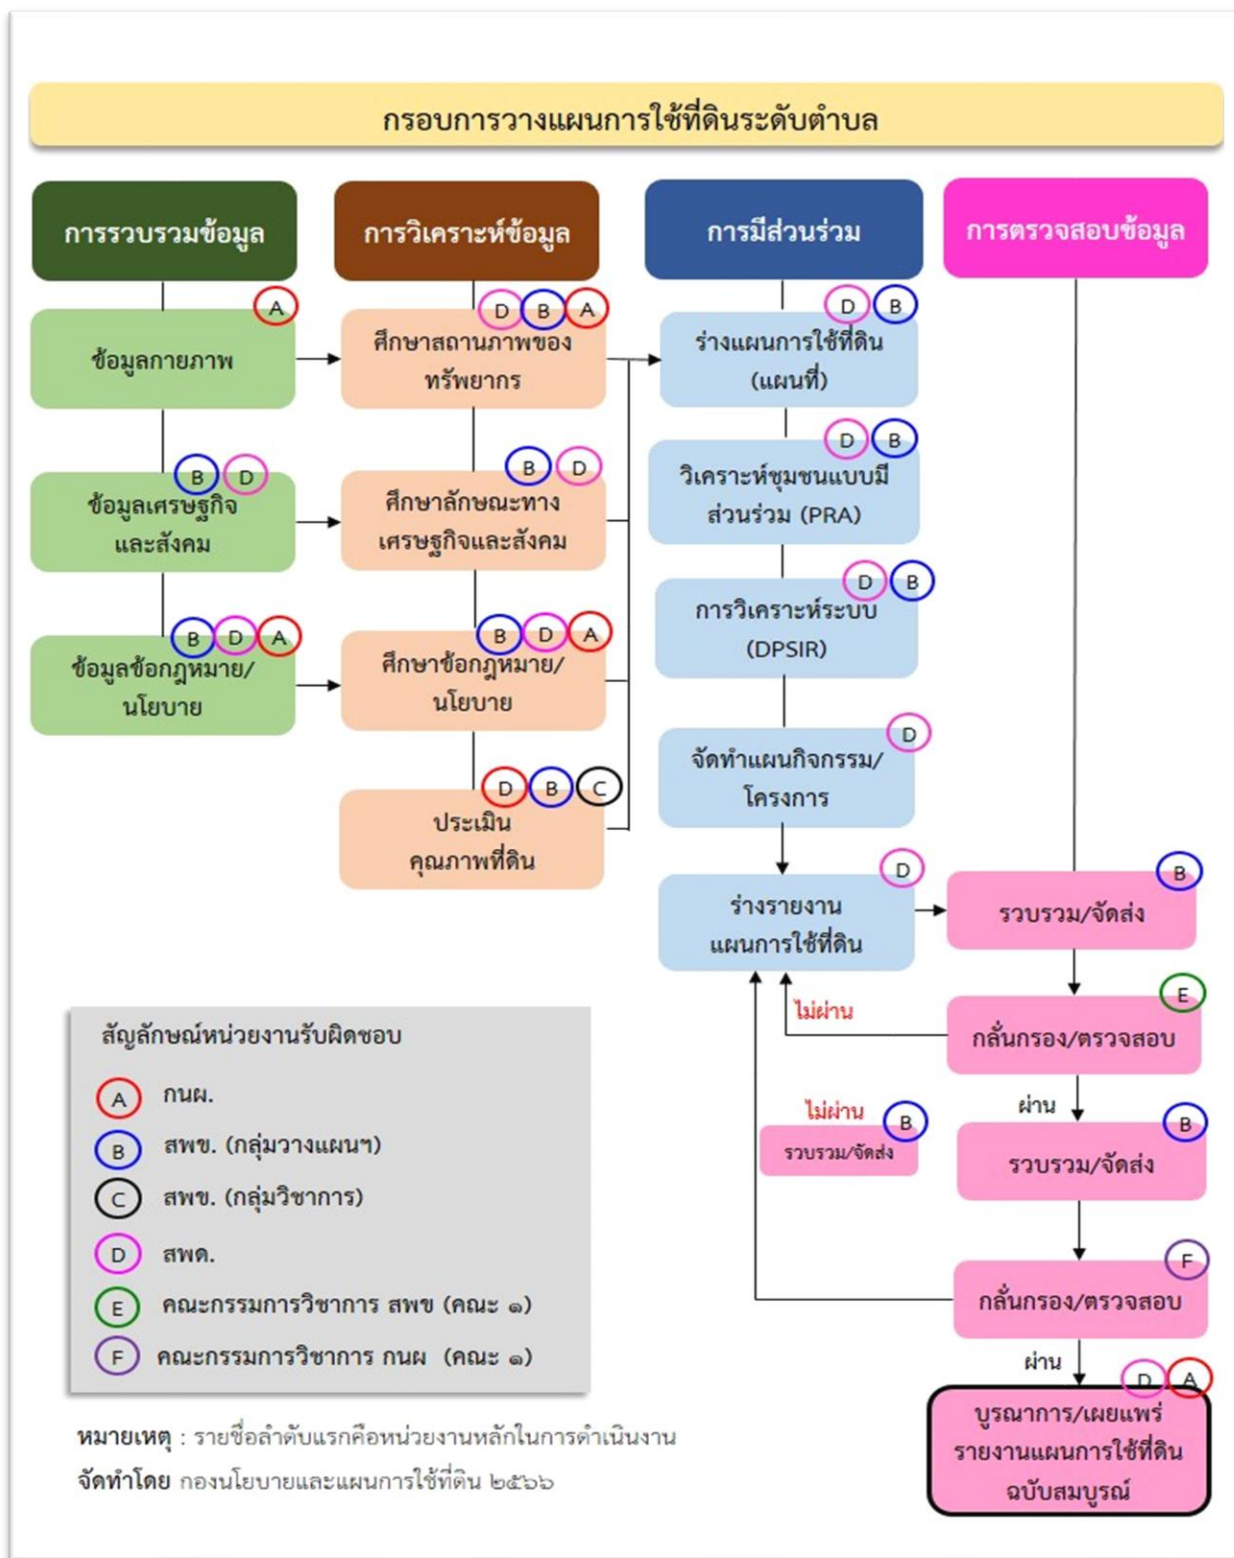 กรอบการวางแผนการใช้ที่ดินระดับตำบล
การรวบรวมข้อมูล
การวิเคราะห์ข้อมูล
การมีส่วนร่วม
การตรวจสอบข้อมูล
A
ข้อมูลกายภาพ
D B A
ศึกษาสถานภาพของ
ทรัพยากร
D B
ร่างแผนการใช้ที่ดิน
(แผนที่)
B D
ข้อมูลเศรษฐกิจ
และสังคม
B D
ศึกษาลักษณะทาง
เศรษฐกิจและสังคม
D B
วิเคราะห์ชุมชนแบบมี
ส่วนร่วม (PRA)
D B
การวิเคราะห์ระบบ
(DPSIR)
B D A
ข้อมูลข้อกฎหมาย/
นโยบาย
B D A
ศึกษาข้อกฎหมาย/
นโยบาย
D
จัดทำแผนกิจกรรม/
โครงการ
D B C
ประเมิน
คุณภาพที่ดิน
D
ร่างรายงาน
แผนการใช้ที่ดิน
B
รวบรวม/จัดส่ง
E
กลั่นกรอง/ตรวจสอบ
ไม่ผ่าน
ผ่าน
B
รวบรวม/จัดส่ง
ไม่ผ่าน
B
รวบรวม/จัดส่ง
F
กลั่นกรอง/ตรวจสอบ
ผ่าน
D A
บูรณาการ/เผยแพร่
รายงานแผนการใช้ที่ดิน
ฉบับสมบูรณ์
สัญลักษณ์หน่วยงานรับผิดชอบ
A กนผ.
B สพข. (กลุ่มวางแผนฯ)
C สพข. (กลุ่มวิชาการ)
D สพด.
E คณะกรรมการวิชาการ สพข (คณะ ๑)
F คณะกรรมการวิชาการ กนผ (คณะ ๑)
หมายเหตุ : รายชื่อลำดับแรกคือหน่วยงานหลักในการดำเนินงาน
จัดทำโดย กองนโยบายและแผนการใช้ที่ดิน ๒๕๖๖